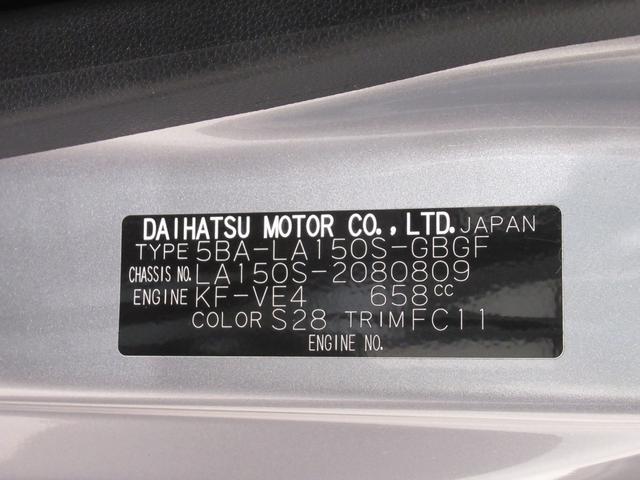 DAIHATSU MOTOR CO., LTD. JAPAN
TYPE 5BA-LA150S-GBGF
CHASSIS NO. LA150S-2080809
ENGINE KF-VE4 658cc
COLOR S28 TRIM FC11
ENGINE NO.